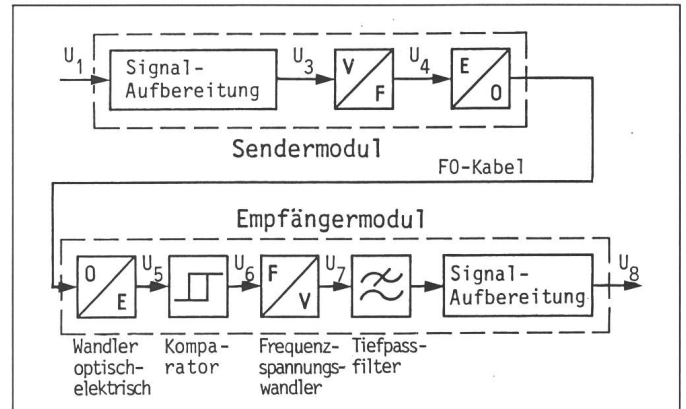 U1
Signal-
Aufbereitung
U3
V
F
U4
E
O
Sendermodul
FO-Kabel
Empfängermodul
O
E
U5
U6
F
V
U7
Signal-
Aufbereitung
U8
Wandler
optisch-
elektrisch
Kompa-
rator
Frequenz-
spannungs-
wandler
Tiefpass-
filter